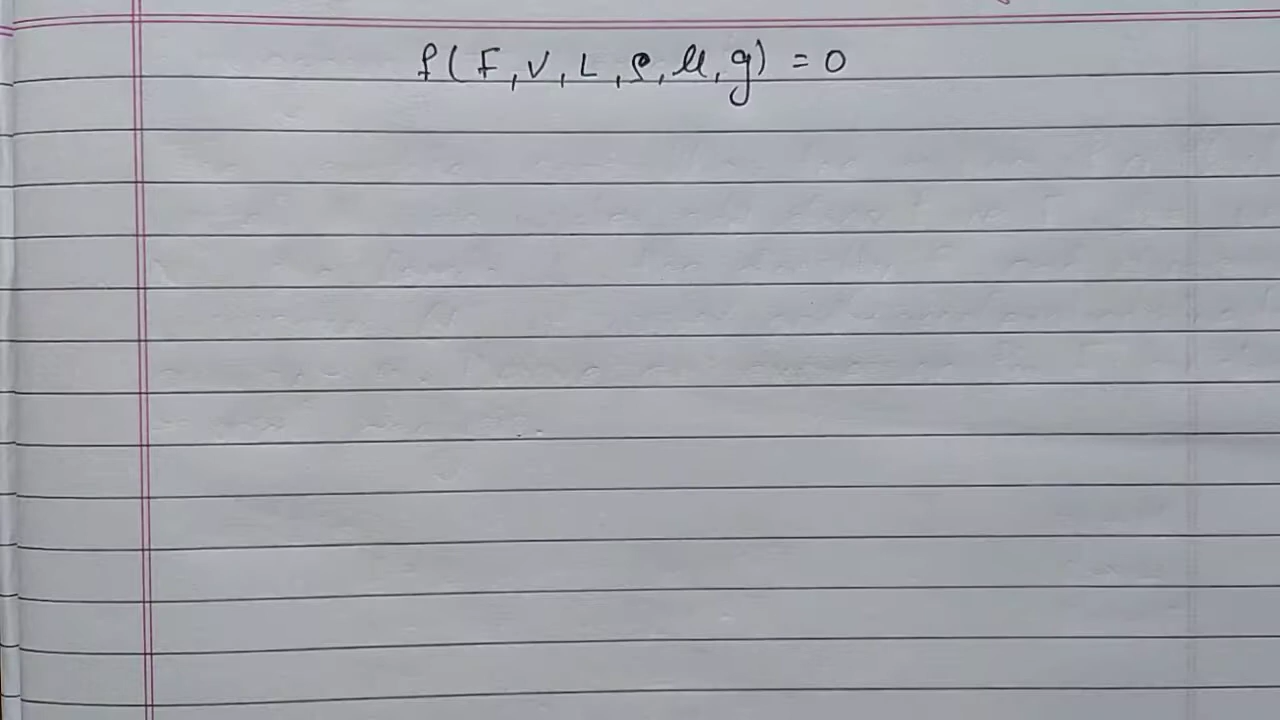 f(F, V, L, ρ, μ, g) = 0